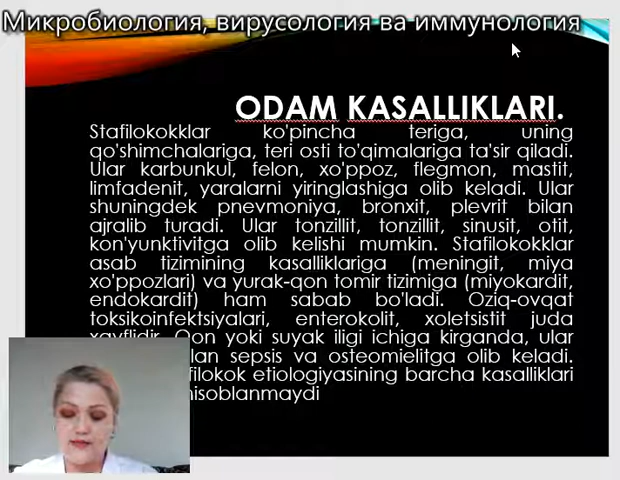 Микробиология, вирусология ва иммунология
ODAM KASALLIKLARI.
Stafilokokklar ko'pincha teriga, uning
qo'shimchalariga, teri osti to'qimalariga ta'sir qiladi.
Ular karbunkul, felon, xo'ppoz, flegmon, mastit,
limfadenit, yaralarni yiringlashiga olib keladi. Ular
shuningdek pnevmoniya, bronxit, plevrit bilan
ajralib turadi. Ular tonzillit, tonzillit, sinusit, otit,
kon'yunktivitga olib kelishi mumkin. Stafilokokklar
asab tizimining kasalliklariga (meningit, miya
xo'ppozlari) va yurak-qon tomir tizimiga (miyokardit,
endokardit) ham sabab bo'ladi. Oziq-ovqat
toksikoinfektsiyalari, enterokolit, xoletsistit juda
xavflidir. Qon yoki suyak iligi ichiga kirganda, ular
sepsis va osteomielitga olib keladi.
etiologiyasining barcha kasalliklari